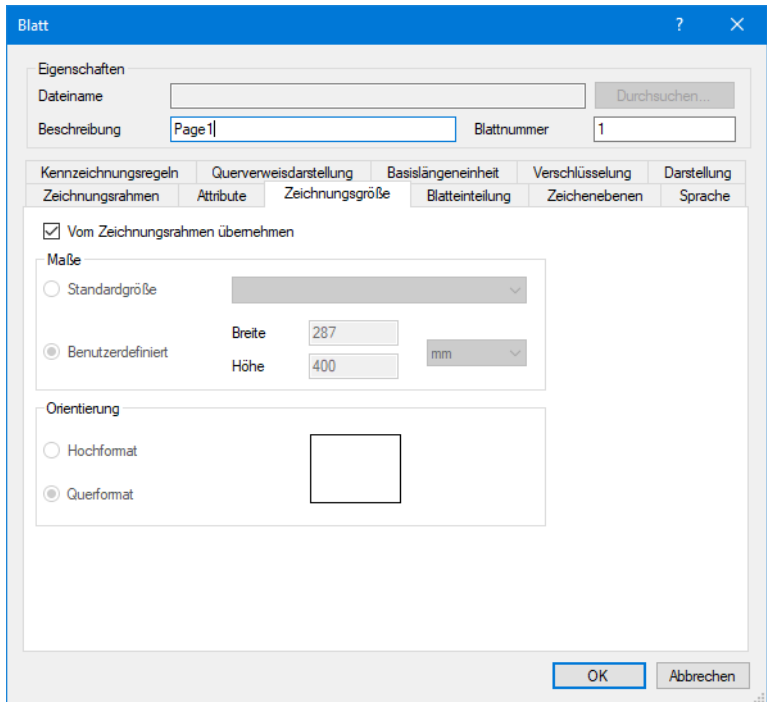 Blatt ?
Eigenschaften
Dateiname Durchsuchen...
Beschreibung Page1 Blattnummer 1
Kennzeichnungsregeln Querverweisdarstellung Basislängeneinheit Verschlüsselung Darstellung
Zeichnungsrahmen Attribute Zeichnungsgröße Blatteinteilung Zeichenebenen Sprache
Vom Zeichnungsrahmen übernehmen
Maße
Standardgröße
Breite 287
Benutzerdefiniert mm
Höhe 400
Orientierung
Hochformat
Querformat
OK Abbrechen